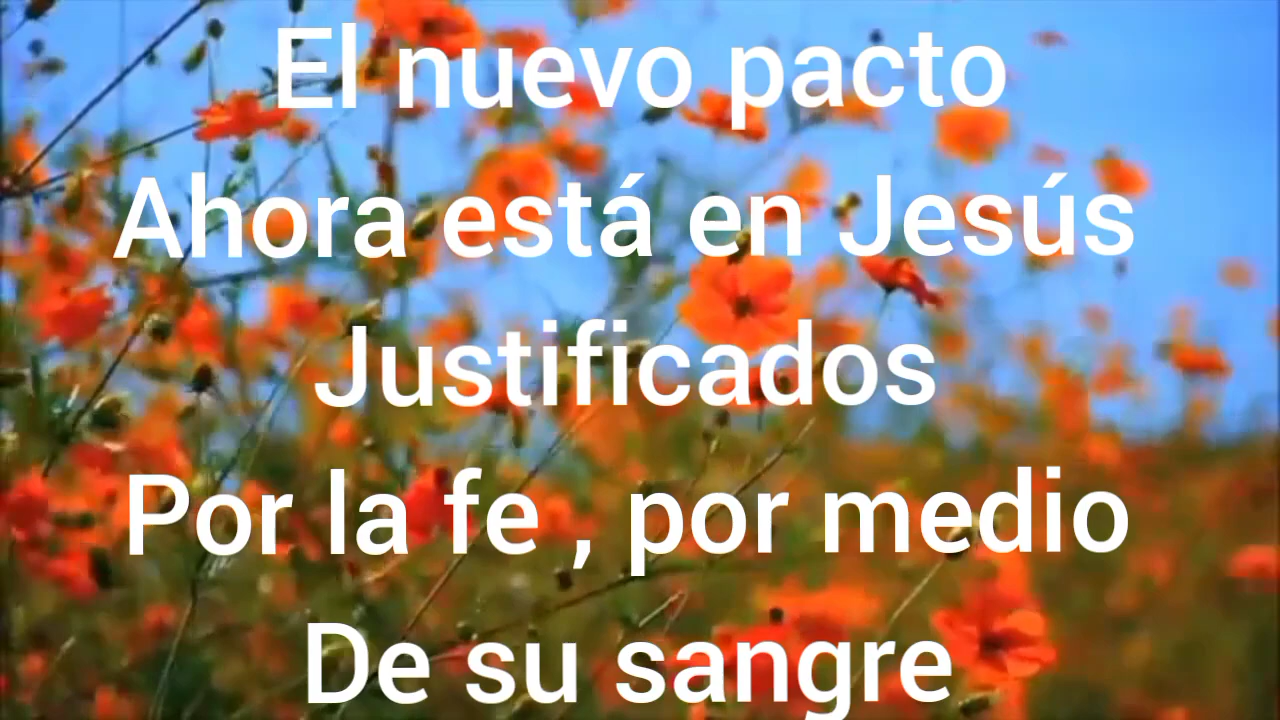 El nuevo pacto
Ahora está en Jesús
Justificados
Por la fe , por medio
De su sangre